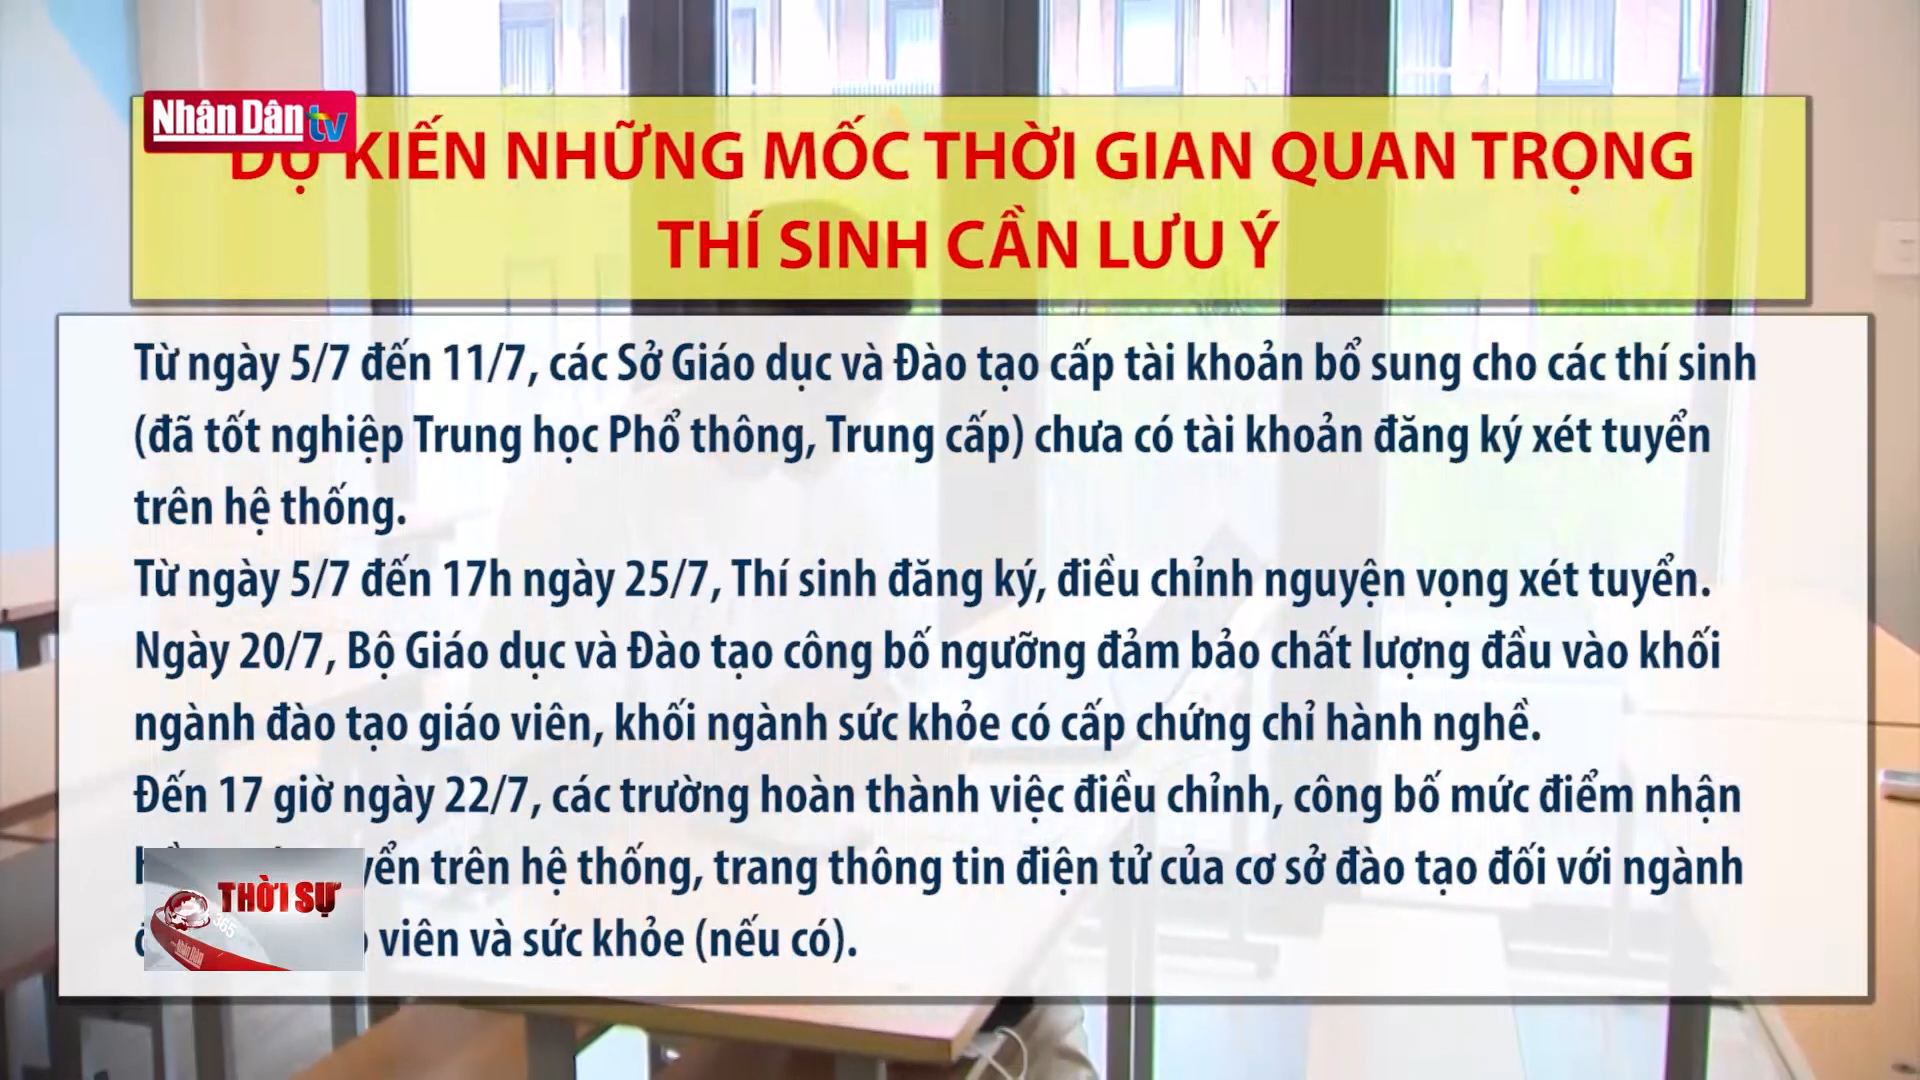 Nhân Dân tv
DỰ KIẾN NHỮNG MỐC THỜI GIAN QUAN TRỌNG
THÍ SINH CẦN LƯU Ý
Từ ngày 5/7 đến 11/7, các Sở Giáo dục và Đào tạo cấp tài khoản bổ sung cho các thí sinh
(đã tốt nghiệp Trung học Phổ thông, Trung cấp) chưa có tài khoản đăng ký xét tuyển
trên hệ thống.
Từ ngày 5/7 đến 17h ngày 25/7, Thí sinh đăng ký, điều chỉnh nguyện vọng xét tuyển.
Ngày 20/7, Bộ Giáo dục và Đào tạo công bố ngưỡng đảm bảo chất lượng đầu vào khối
ngành đào tạo giáo viên, khối ngành sức khỏe có cấp chứng chỉ hành nghề.
Đến 17 giờ ngày 22/7, các trường hoàn thành việc điều chỉnh, công bố mức điểm nhận
trên hệ thống, trang thông tin điện tử của cơ sở đào tạo đối với ngành
viên và sức khỏe (nếu có).
THỜI SỰ
365
Nhân Dân